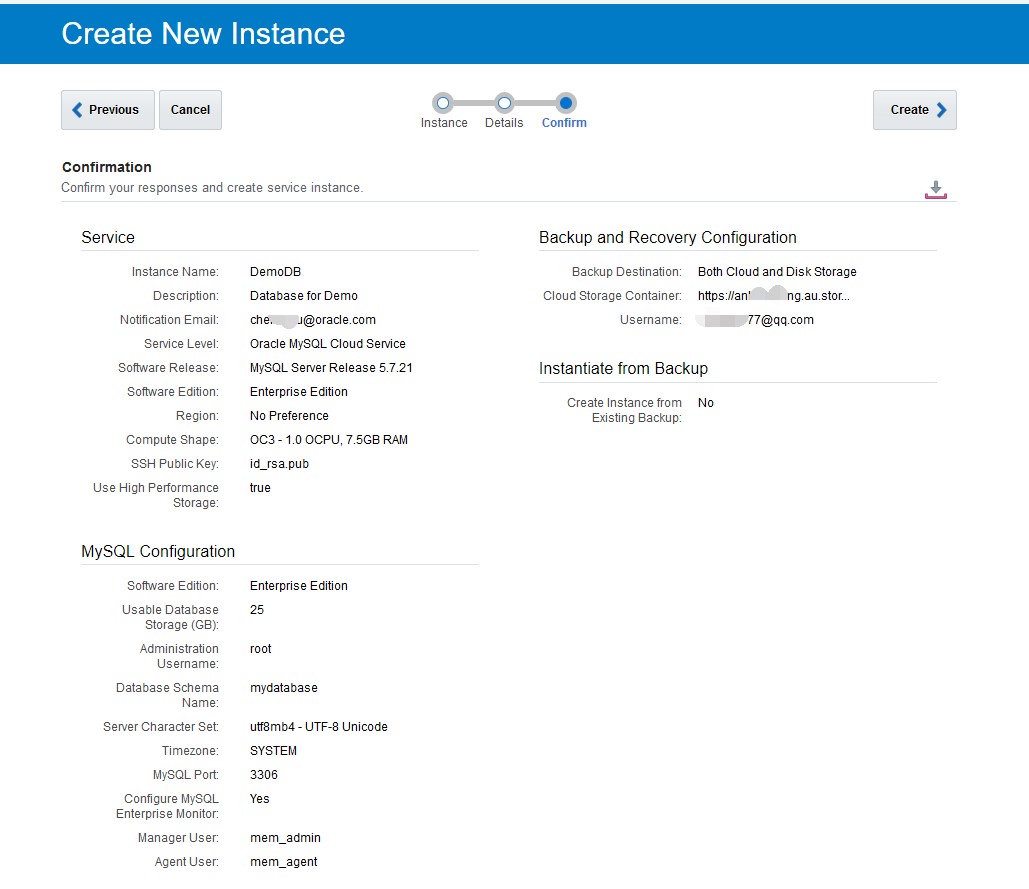 Create New Instance
Previous
Cancel
Instance
Details
Confirm
Create
Confirmation
Confirm your responses and create service instance.
Service
Instance Name: DemoDB
Description: Database for Demo
Notification Email: @oracle.com
Service Level: Oracle MySQL Cloud Service
Software Release: MySQL Server Release 5.7.21
Software Edition: Enterprise Edition
Region: No Preference
Compute Shape: OC3 - 1.0 OCPU, 7.5GB RAM
SSH Public Key: id_rsa.pub
Use High Performance
Storage: true
MySQL Configuration
Software Edition: Enterprise Edition
Usable Database
Storage (GB): 25
Administration
Username: root
Database Schema
Name: mydatabase
Server Character Set: utf8mb4 - UTF-8 Unicode
Timezone: SYSTEM
MySQL Port: 3306
Configure MySQL
Enterprise Monitor: Yes
Manager User: mem_admin
Agent User: mem_agent
Backup and Recovery Configuration
Backup Destination: Both Cloud and Disk Storage
Cloud Storage Container: https://an ng.au.stor...
Username: 77@qq.com
Instantiate from Backup
Create Instance from
Existing Backup: No